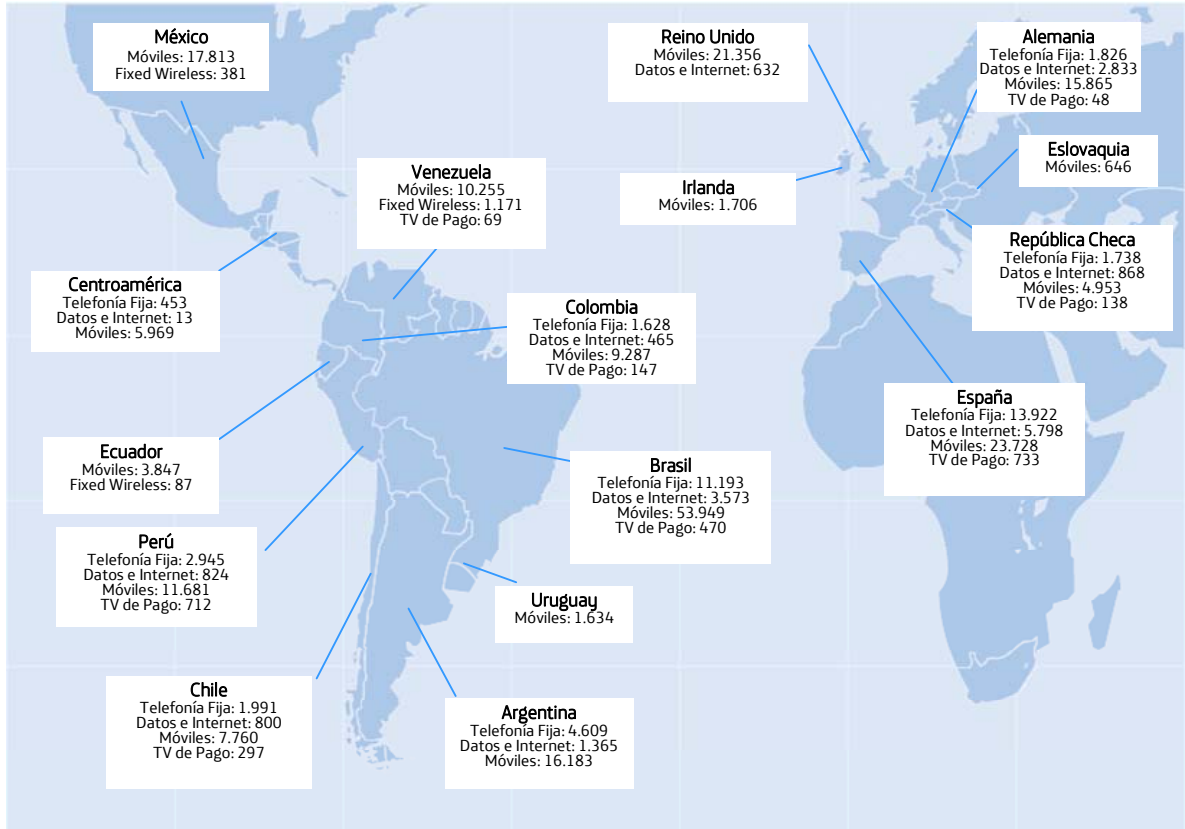 México
Móviles: 17.813
Fixed Wireless: 381
Reino Unido
Móviles: 21.356
Datos e Internet: 632
Alemania
Telefonía Fija: 1.826
Datos e Internet: 2.833
Móviles: 15.865
TV de Pago: 48
Eslovaquia
Móviles: 646
Venezuela
Móviles: 10.255
Fixed Wireless: 1.171
TV de Pago: 69
Irlanda
Móviles: 1.706
República Checa
Telefonía Fija: 1.738
Datos e Internet: 868
Móviles: 4.953
TV de Pago: 138
Centroamérica
Telefonía Fija: 453
Datos e Internet: 13
Móviles: 5.969
Colombia
Telefonía Fija: 1.628
Datos e Internet: 465
Móviles: 9.287
TV de Pago: 147
España
Telefonía Fija: 13.922
Datos e Internet: 5.798
Móviles: 23.728
TV de Pago: 733
Ecuador
Móviles: 3.847
Fixed Wireless: 87
Brasil
Telefonía Fija: 11.193
Datos e Internet: 3.573
Móviles: 53.949
TV de Pago: 470
Perú
Telefonía Fija: 2.945
Datos e Internet: 824
Móviles: 11.681
TV de Pago: 712
Uruguay
Móviles: 1.634
Chile
Telefonía Fija: 1.991
Datos e Internet: 800
Móviles: 7.760
TV de Pago: 297
Argentina
Telefonía Fija: 4.609
Datos e Internet: 1.365
Móviles: 16.183